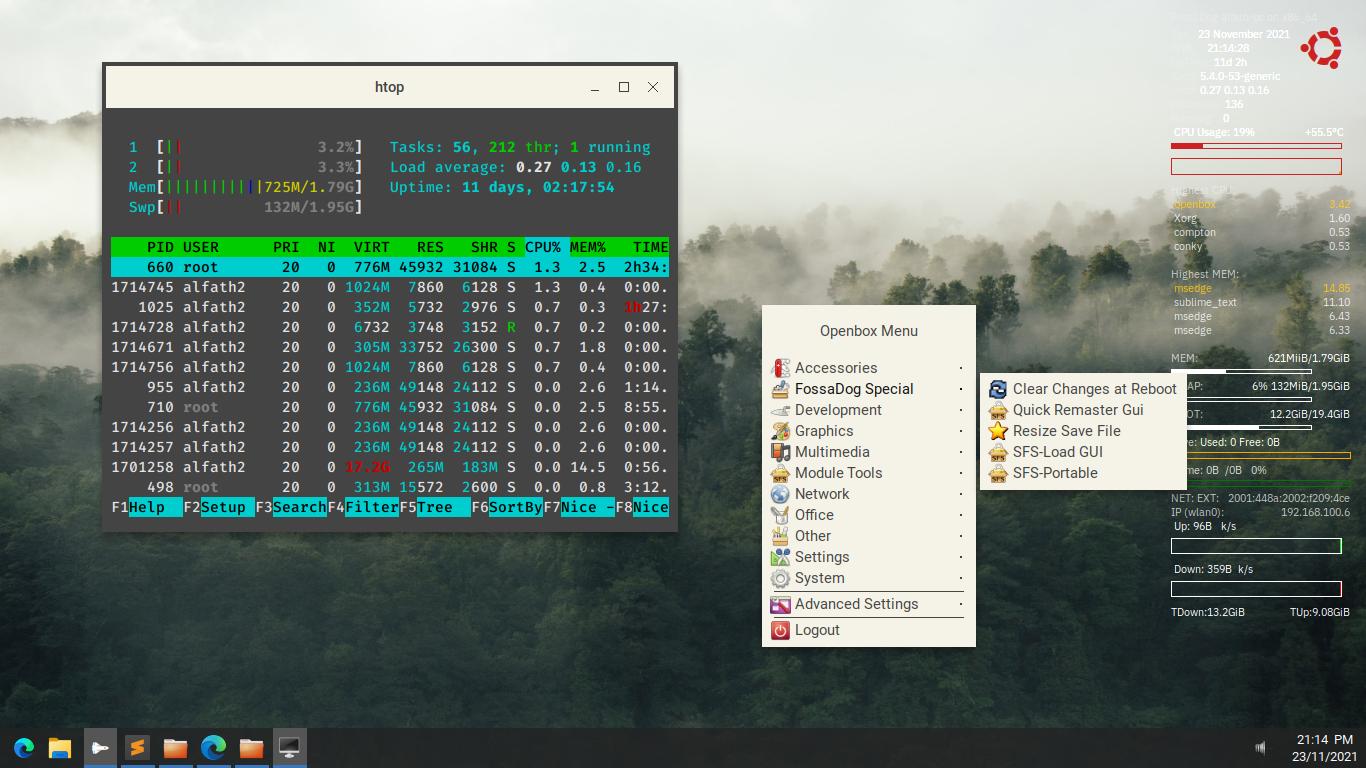 htop
1 [|| 3.2%] Tasks: 56, 212 thr; 1 running
2 [|| 3.3%] Load average: 0.27 0.13 0.16
Mem[|||||||||||725M/1.79G] Uptime: 11 days, 02:17:54
Swp[|| 132M/1.95G]
PID USER PRI NI VIRT RES SHR S CPU% MEM% TIME
660 root 20 0 776M 45932 31084 S 1.3 2.5 2h34:
1714745 alfath2 20 0 1024M 7860 6128 S 1.3 0.4 0:00.
1025 alfath2 20 0 352M 5732 2976 S 0.7 0.3 1h27:
1714728 alfath2 20 0 6732 3748 3152 R 0.7 0.2 0:00.
1714671 alfath2 20 0 305M 33752 26300 S 0.7 1.8 0:00.
1714756 alfath2 20 0 1024M 7860 6128 S 0.7 0.4 0:00.
955 alfath2 20 0 236M 49148 24112 S 0.0 2.6 1:14.
710 root 20 0 776M 45932 31084 S 0.0 2.5 8:55.
1714256 alfath2 20 0 236M 49148 24112 S 0.0 2.6 0:00.
1714257 alfath2 20 0 236M 49148 24112 S 0.0 2.6 0:00.
1701258 alfath2 20 0 17.2G 265M 183M S 0.0 14.5 0:56.
498 root 20 0 313M 15572 2600 S 0.0 0.8 3:12.
F1Help F2Setup F3SearchF4FilterF5Tree F6SortByF7Nice -F8Nice
Openbox Menu
Accessories
FossaDog Special
Development
Graphics
Multimedia
Module Tools
Network
Office
Other
Settings
System
Advanced Settings
Logout
Clear Changes at Reboot
Quick Remaster Gui
Resize Save File
SFS-Load GUI
SFS-Portable
23 November 2021
21:14:28
11d 2h
5.4.0-53-generic
0.27 0.13 0.16
136
0
CPU Usage: 19% +55.5°C
Highest CPU:
openbox 3.42
Xorg 1.60
compton 0.53
conky 0.53
Highest MEM:
msedge 14.85
sublime_text 11.10
msedge 6.43
msedge 6.33
MEM: 621MiB/1.79GiB
AP: 6% 132MiB/1.95GiB
OT: 12.2GiB/19.4GiB
e: Used: 0 Free: 0B
me: 0B /0B 0%
NET: EXT: 2001:448a:2002:f209:4ce
IP (wlan0): 192.168.100.6
Up: 96B k/s
Down: 359B k/s
TDown:13.2GiB TUp:9.08GiB
21:14 PM
23/11/2021